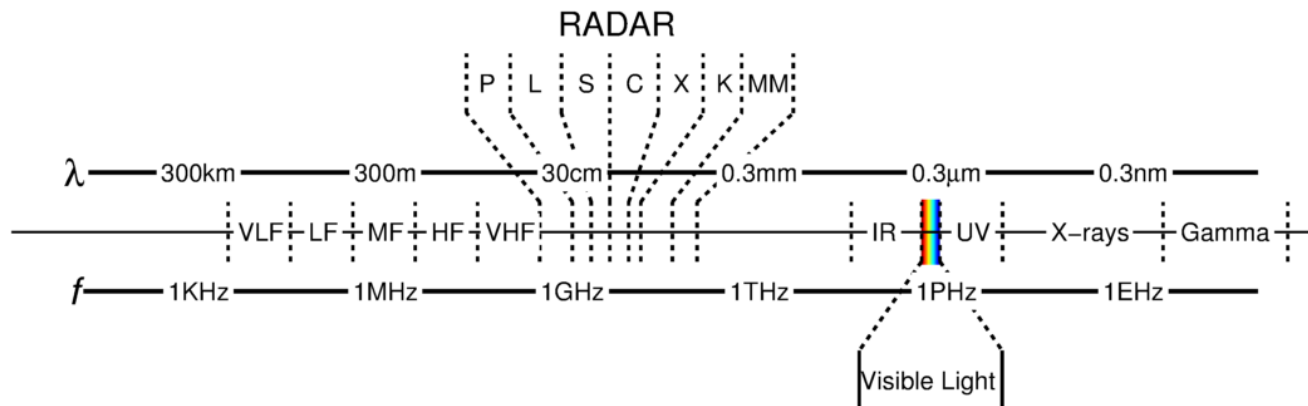 RADAR
P L S C X K MM
λ 300km 300m 30cm 0.3mm 0.3μm 0.3nm
VLF LF MF HF VHF IR UV X−rays Gamma
f 1KHz 1MHz 1GHz 1THz 1PHz 1EHz
Visible Light